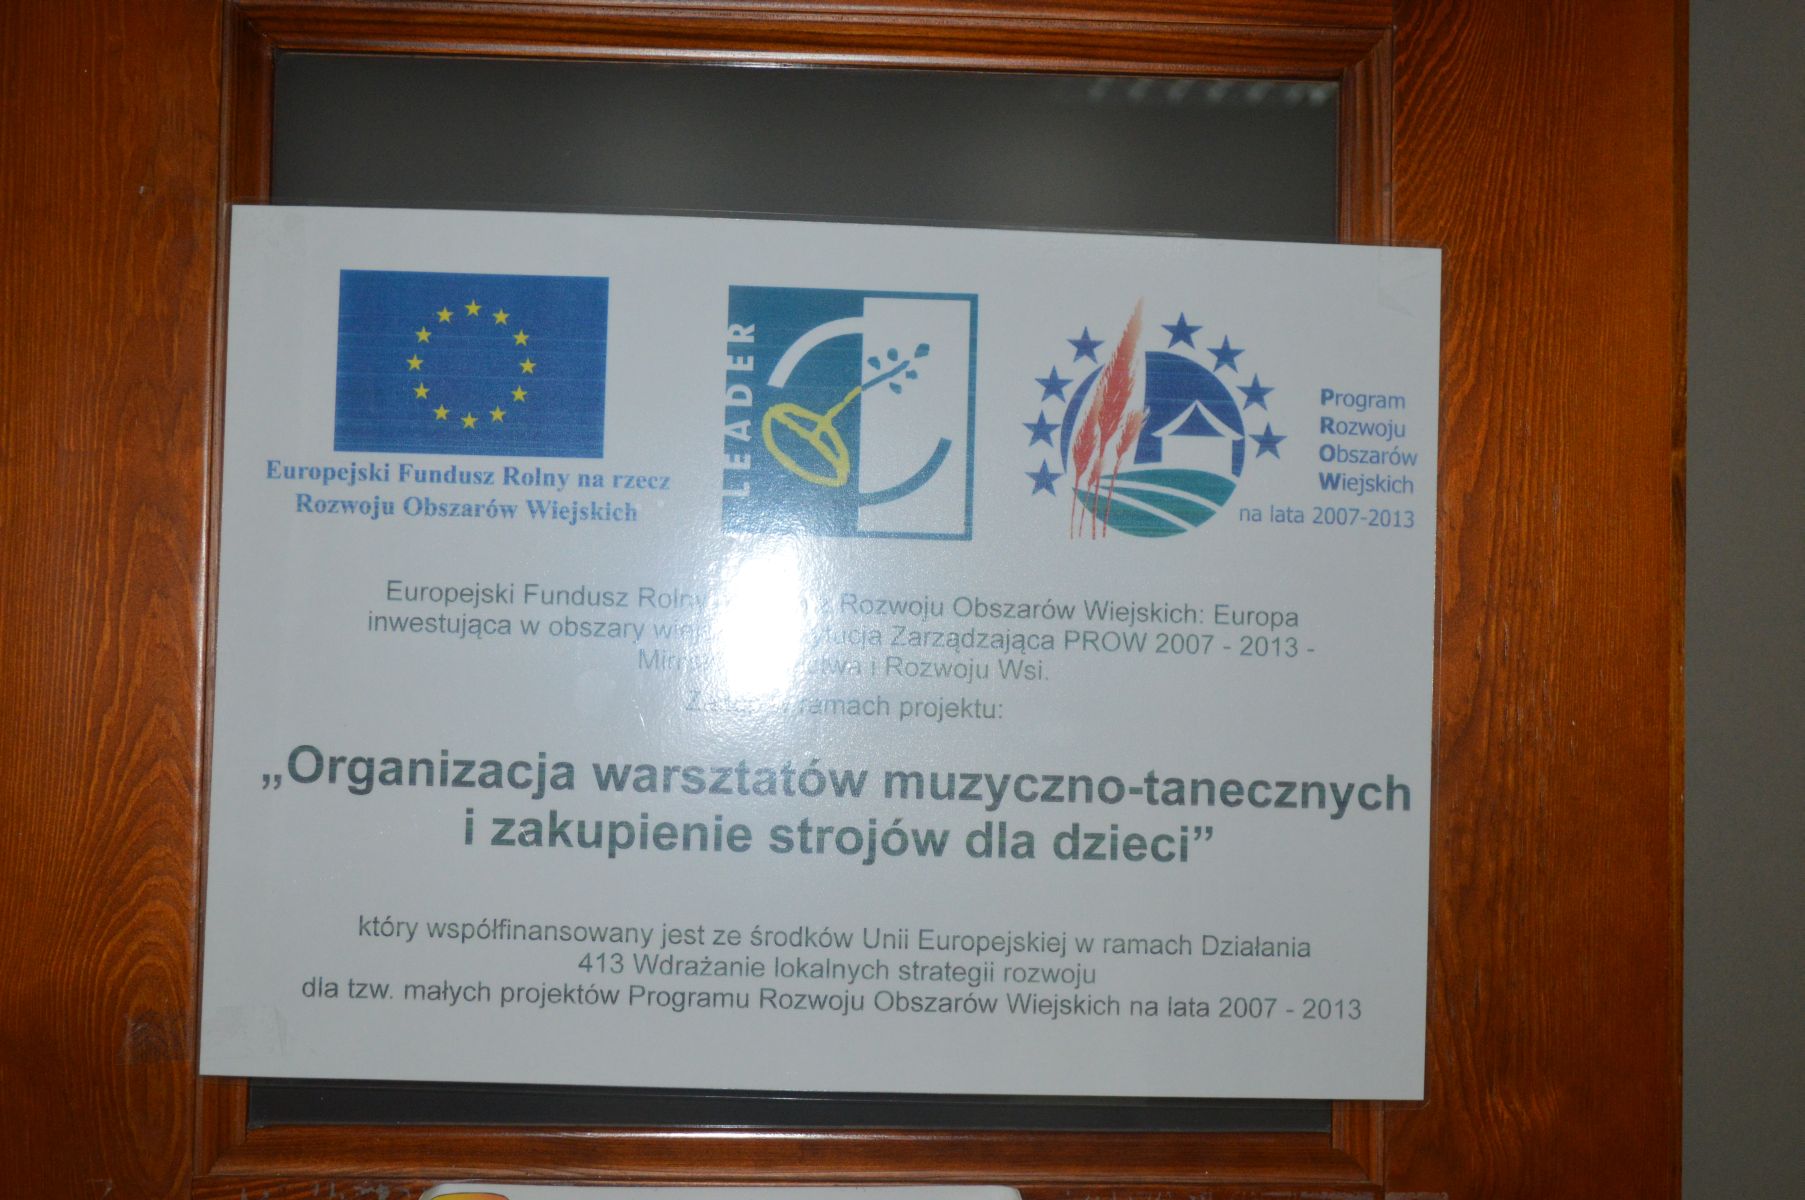 LEADER
Europejski Fundusz Rolny na rzecz
Rozwoju Obszarów Wiejskich
Program
Rozwoju
Obszarów
Wiejskich
na lata 2007-2013
Europejski Fundusz Rolny Rozwoju Obszarów Wiejskich: Europa
inwestująca w obszary Zarządzająca PROW 2007 - 2013 -
i Rozwoju Wsi.
ramach projektu:
„Organizacja warsztatów muzyczno-tanecznych
i zakupienie strojów dla dzieci”
który współfinansowany jest ze środków Unii Europejskiej w ramach Działania
413 Wdrażanie lokalnych strategii rozwoju
dla tzw. małych projektów Programu Rozwoju Obszarów Wiejskich na lata 2007 - 2013